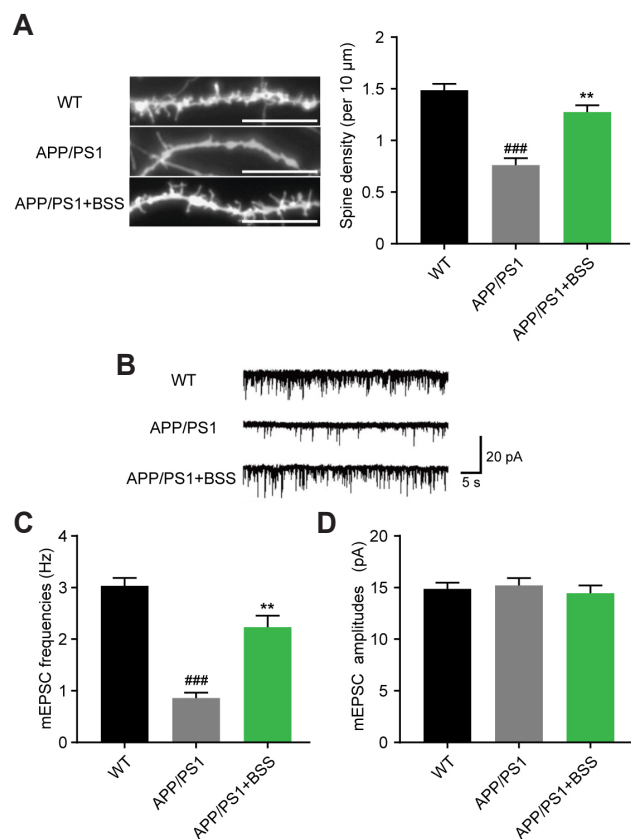 A
WT
APP/PS1
APP/PS1+BSS
Spine density (per 10 µm)
2
1.5
1
0.5
0
###
**
WT
APP/PS1
APP/PS1+BSS
B
WT
APP/PS1
APP/PS1+BSS
20 pA
5 s
C
mEPSC frequencies (Hz)
4
3
2
1
0
###
**
WT
APP/PS1
APP/PS1+BSS
D
mEPSC amplitudes (pA)
20
15
10
5
0
WT
APP/PS1
APP/PS1+BSS